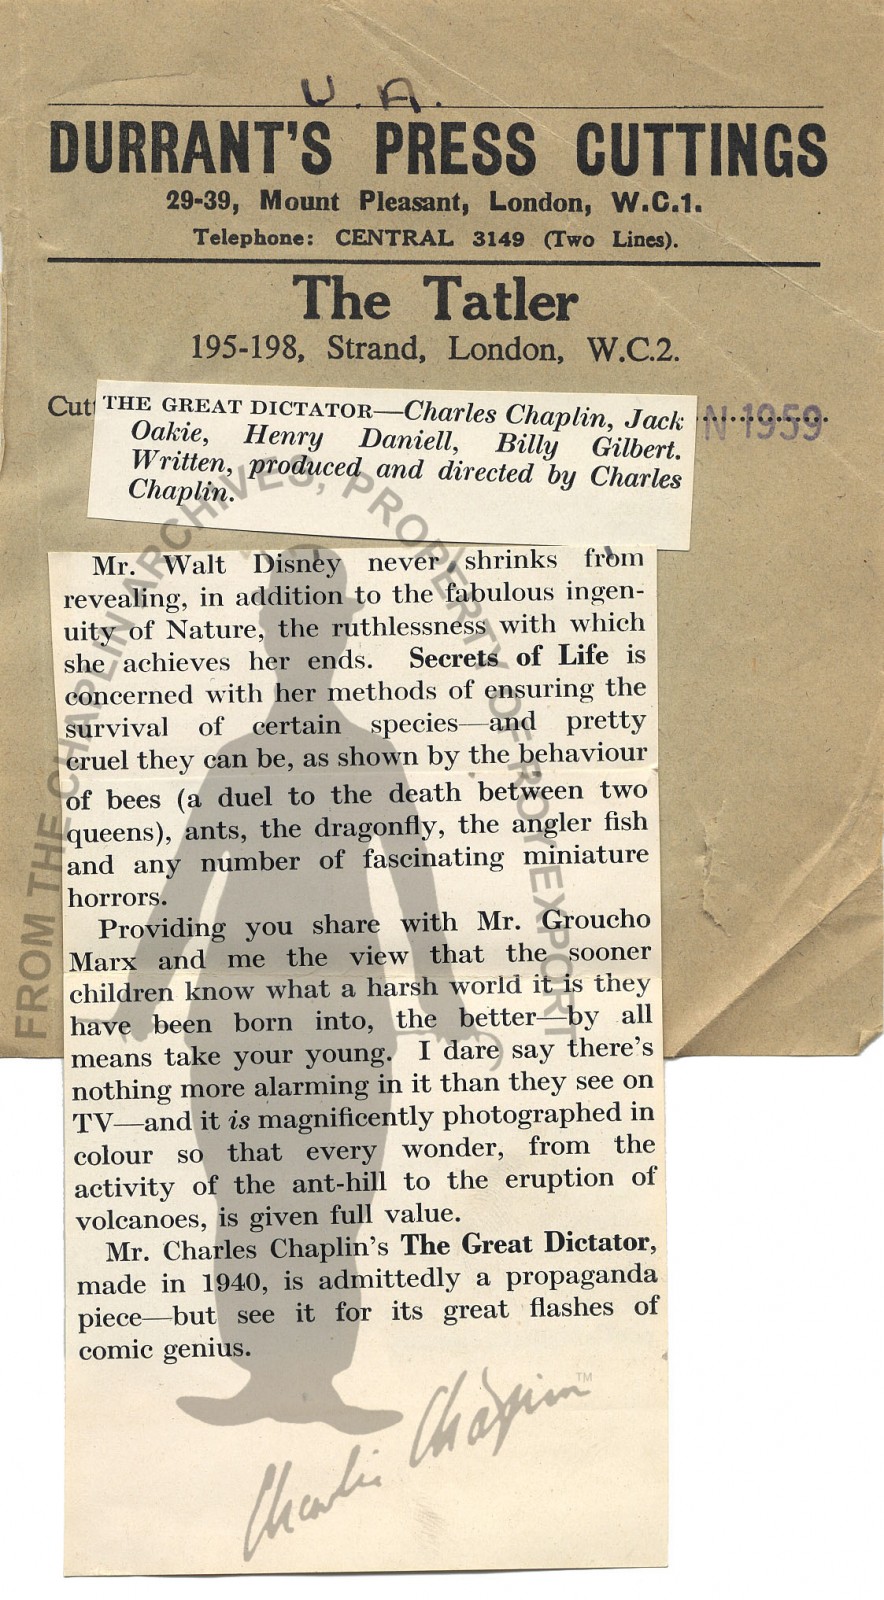 U. A.
DURRANT'S PRESS CUTTINGS
29-39, Mount Pleasant, London, W.C.1.
Telephone: CENTRAL 3149 (Two Lines).
The Tatler
195-198, Strand, London, W.C.2.
Cutt N 1959
THE GREAT DICTATOR—Charles Chaplin, Jack
Oakie, Henry Daniell, Billy Gilbert.
Written, produced and directed by Charles
Chaplin.
Mr. Walt Disney never shrinks from
revealing, in addition to the fabulous ingen-
uity of Nature, the ruthlessness with which
she achieves her ends. Secrets of Life is
concerned with her methods of ensuring the
survival of certain species—and pretty
cruel they can be, as shown by the behaviour
of bees (a duel to the death between two
queens), ants, the dragonfly, the angler fish
and any number of fascinating miniature
horrors.
Providing you share with Mr. Groucho
Marx and me the view that the sooner
children know what a harsh world it is they
have been born into, the better—by all
means take your young. I dare say there's
nothing more alarming in it than they see on
TV—and it is magnificently photographed in
colour so that every wonder, from the
activity of the ant-hill to the eruption of
volcanoes, is given full value.
Mr. Charles Chaplin's The Great Dictator,
made in 1940, is admittedly a propaganda
piece—but see it for its great flashes of
comic genius.
Charlie Chaplin TM
FROM THE CHAPLIN ARCHIVES, PROPERTY OF ROY EXPORT